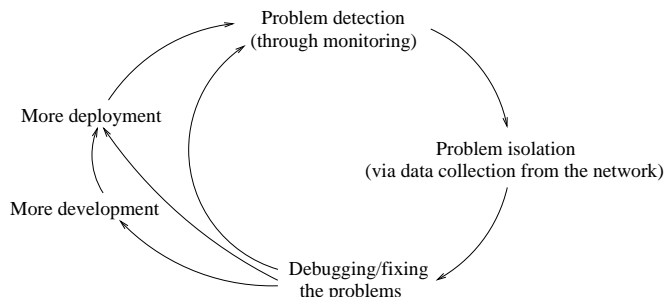 Problem detection
(through monitoring)
More deployment
Problem isolation
(via data collection from the network)
More development
Debugging/fixing
the problems